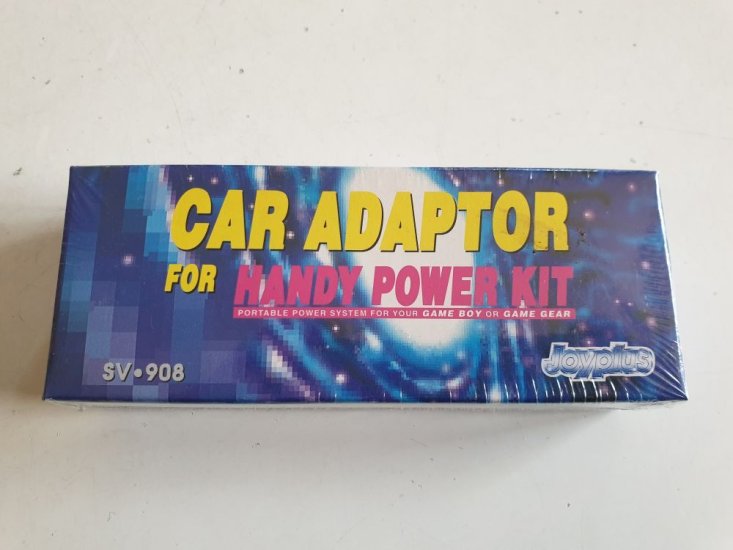 CAR ADAPTOR
FOR HANDY POWER KIT
PORTABLE POWER SYSTEM FOR YOUR GAME BOY OR GAME GEAR
SV•908
Joyplus